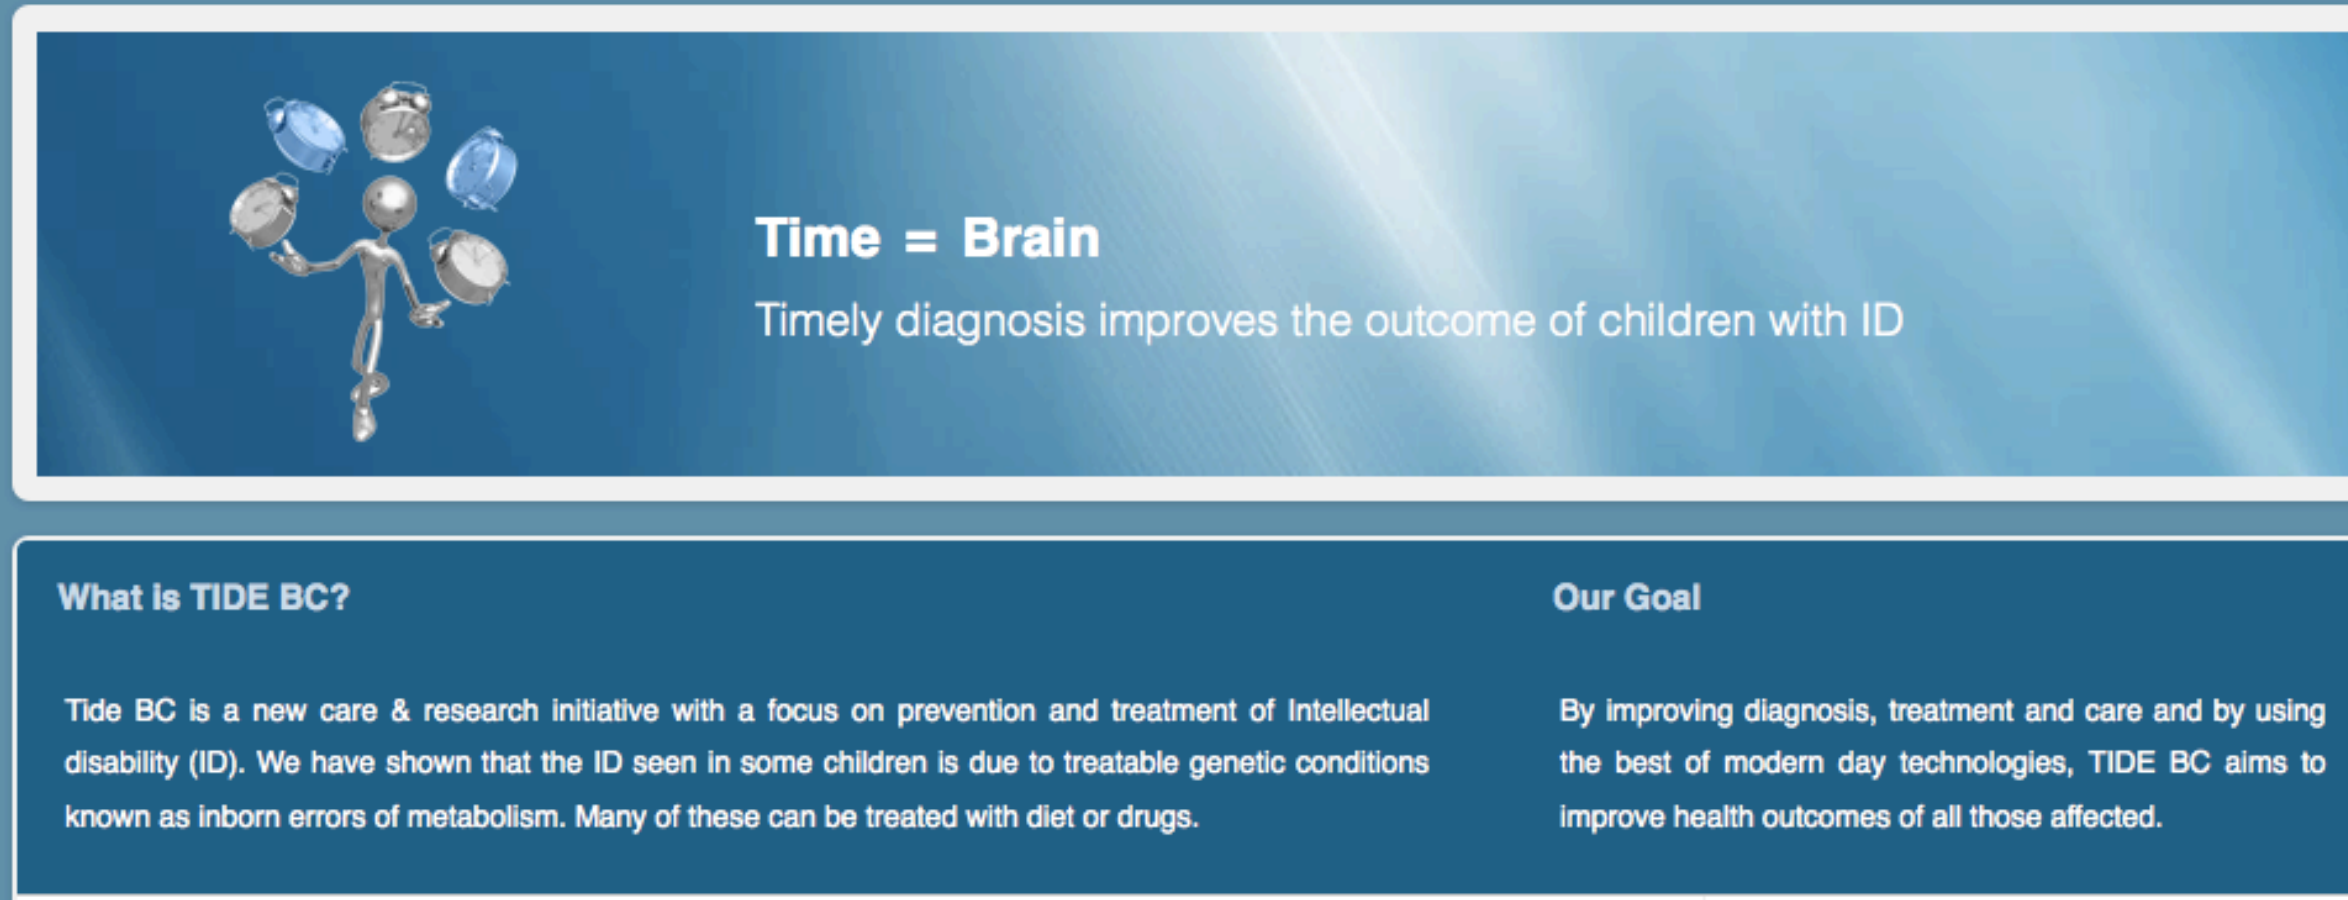 Time = Brain
Timely diagnosis improves the outcome of children with ID
What is TIDE BC?
Tide BC is a new care & research initiative with a focus on prevention and treatment of Intellectual
disability (ID). We have shown that the ID seen in some children is due to treatable genetic conditions
known as inborn errors of metabolism. Many of these can be treated with diet or drugs.
Our Goal
By improving diagnosis, treatment and care and by using
the best of modern day technologies, TIDE BC aims to
improve health outcomes of all those affected.